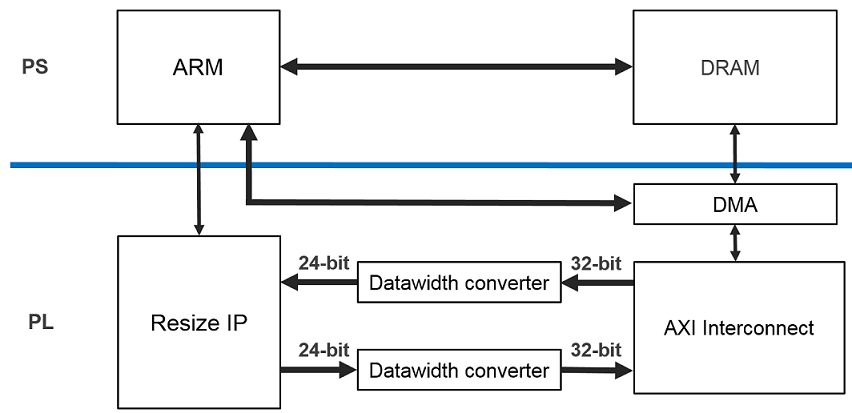 PS
ARM
DRAM
DMA
24-bit
Datawidth converter
32-bit
PL
Resize IP
AXI Interconnect
24-bit
Datawidth converter
32-bit